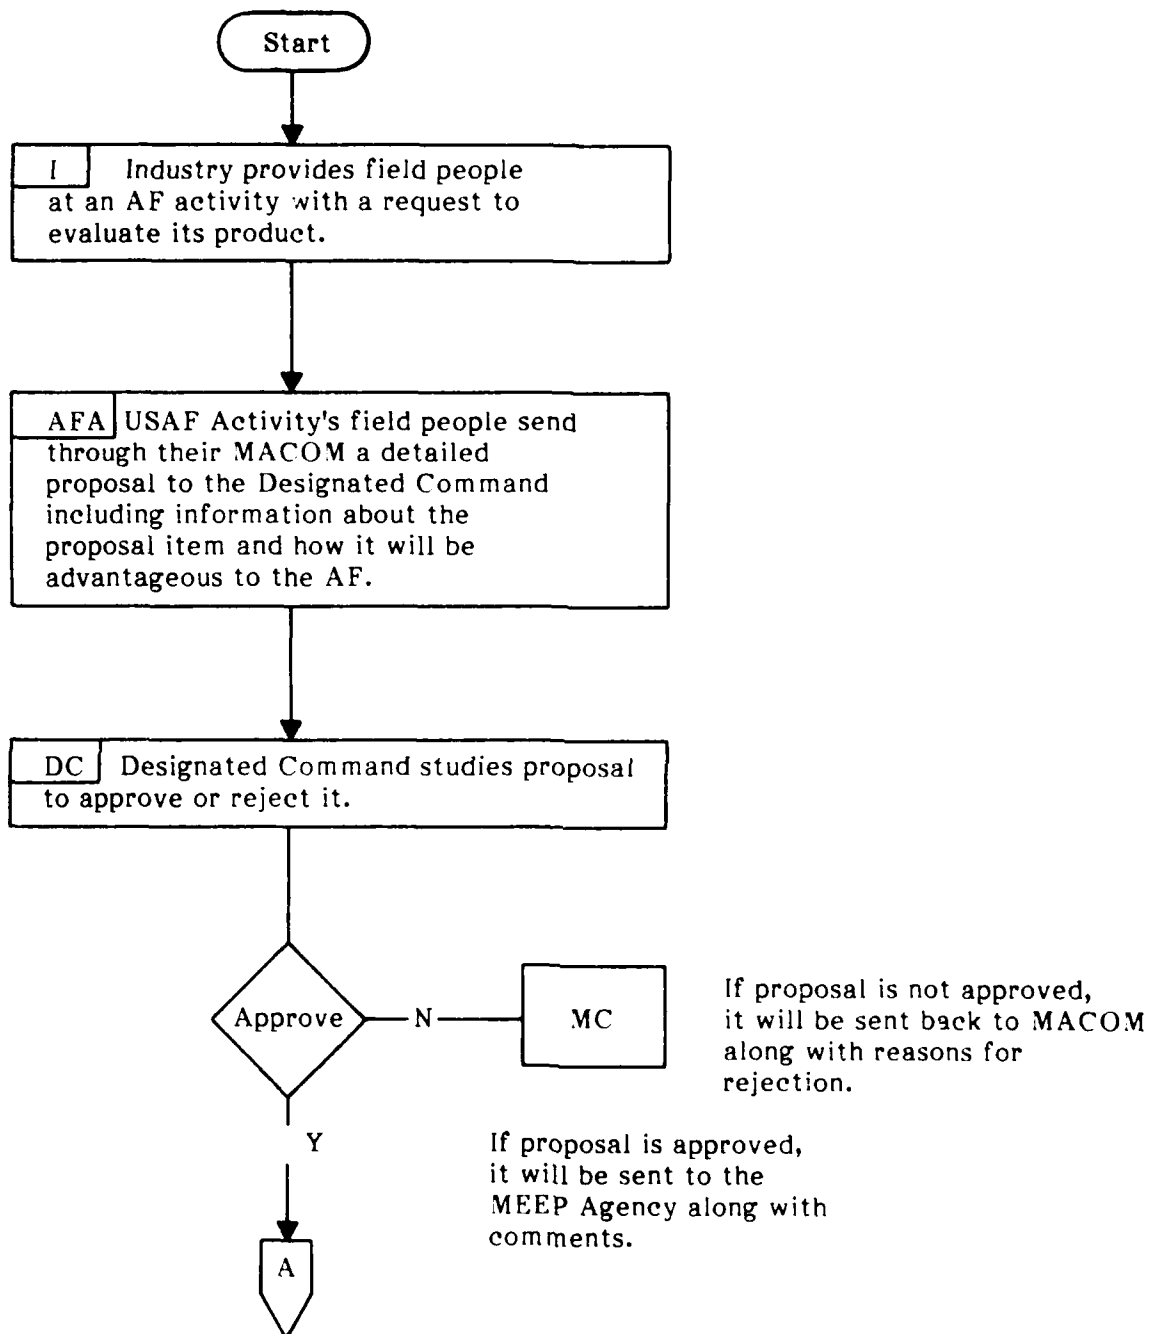 Start
I Industry provides field people
at an AF activity with a request to
evaluate its product.
AFA USAF Activity's field people send
through their MACOM a detailed
proposal to the Designated Command
including information about the
proposal item and how it will be
advantageous to the AF.
DC Designated Command studies proposal
to approve or reject it.
Approve
N
MC
If proposal is not approved,
it will be sent back to MACOM
along with reasons for
rejection.
Y
If proposal is approved,
it will be sent to the
MEEP Agency along with
comments.
A